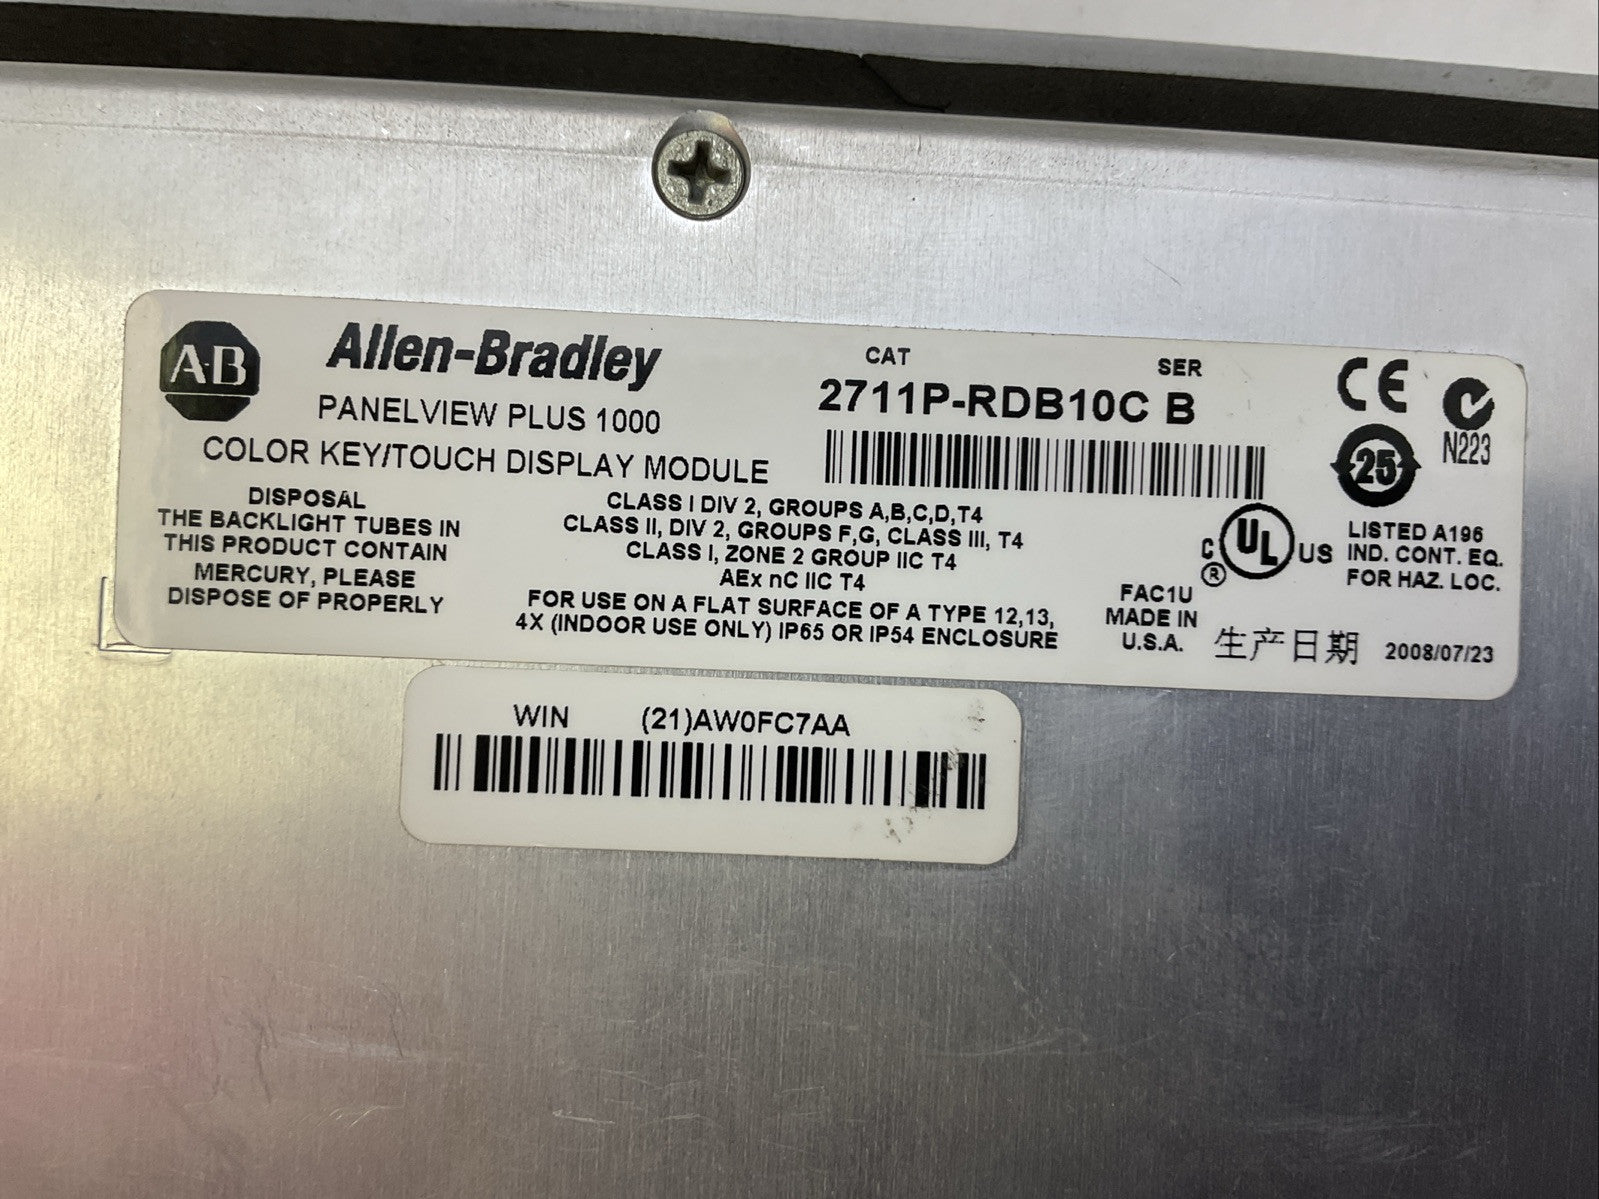 A·B
Allen-Bradley
PANELVIEW PLUS 1000
COLOR KEY/TOUCH DISPLAY MODULE
DISPOSAL
THE BACKLIGHT TUBES IN
THIS PRODUCT CONTAIN
MERCURY, PLEASE
DISPOSE OF PROPERLY
CAT SER
2711P-RDB10C B
CLASS I DIV 2, GROUPS A,B,C,D,T4
CLASS II, DIV 2, GROUPS F,G, CLASS III, T4
CLASS I, ZONE 2 GROUP IIC T4
AEx nC IIC T4
FOR USE ON A FLAT SURFACE OF A TYPE 12,13,
4X (INDOOR USE ONLY) IP65 OR IP54 ENCLOSURE
CE
N223
25
C UL US
®
LISTED A196
IND. CONT. EQ.
FOR HAZ. LOC.
FAC1U
MADE IN
U.S.A.
生产日期 2008/07/23
WIN (21)AW0FC7AA